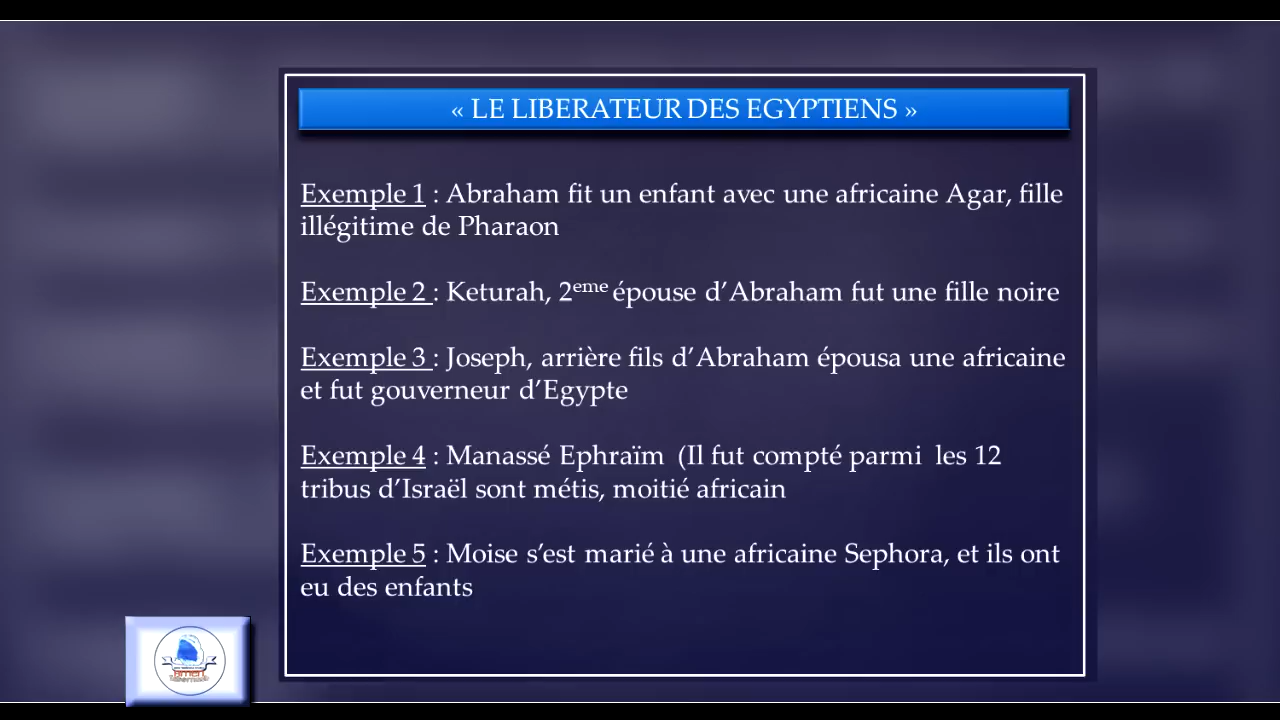 « LE LIBERATEUR DES EGYPTIENS »
Exemple 1 : Abraham fit un enfant avec une africaine Agar, fille
illégitime de Pharaon
Exemple 2 : Keturah, 2eme épouse d’Abraham fut une fille noire
Exemple 3 : Joseph, arrière fils d’Abraham épousa une africaine
et fut gouverneur d’Egypte
Exemple 4 : Manassé Ephraïm (Il fut compté parmi les 12
tribus d’Israël sont métis, moitié africain
Exemple 5 : Moise s’est marié à une africaine Sephora, et ils ont
eu des enfants